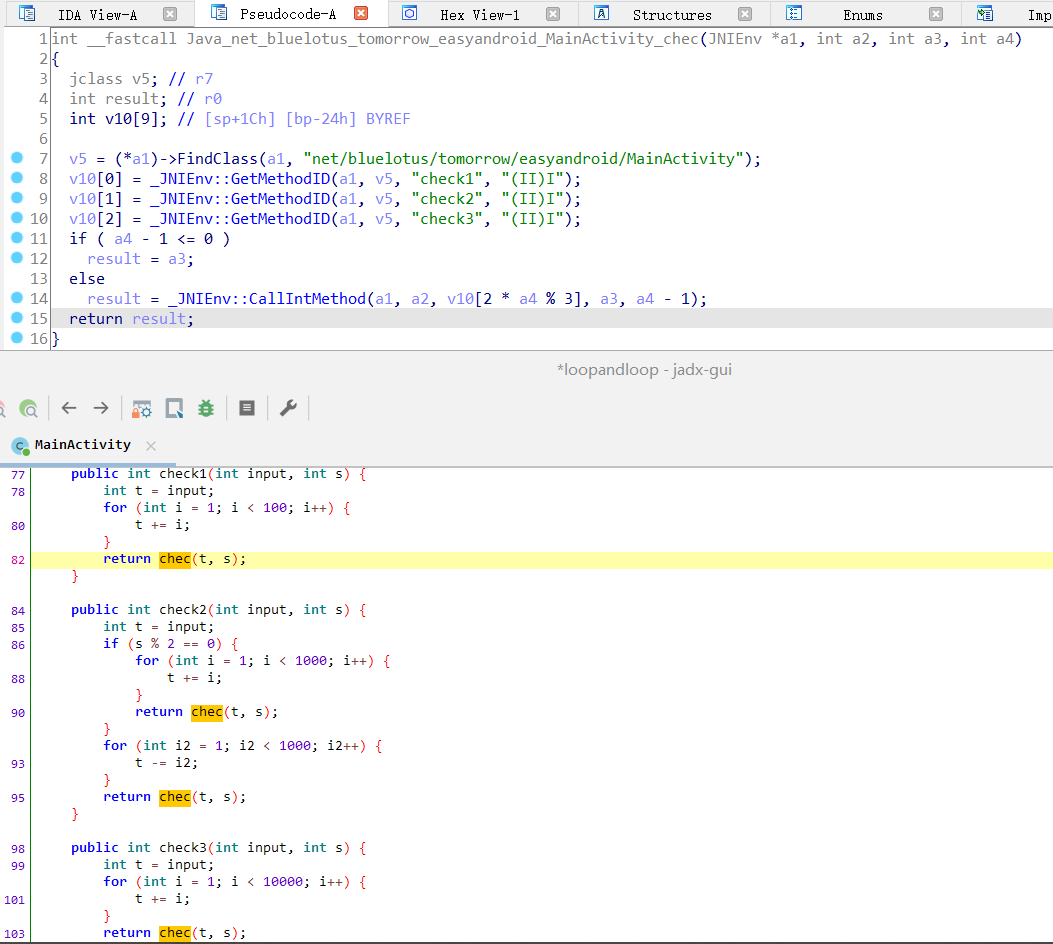 IDA View-A Pseudocode-A Hex View-1 Structures Enums Imp
1 int __fastcall Java_net_bluelotus_tomorrow_easyandroid_MainActivity_chec(JNIEnv *a1, int a2, int a3, int a4)
2 {
3 jclass v5; // r7
4 int result; // r0
5 int v10[9]; // [sp+1Ch] [bp-24h] BYREF
6
7 v5 = (*a1)->FindClass(a1, "net/bluelotus/tomorrow/easyandroid/MainActivity");
8 v10[0] = _JNIEnv::GetMethodID(a1, v5, "check1", "(II)I");
9 v10[1] = _JNIEnv::GetMethodID(a1, v5, "check2", "(II)I");
10 v10[2] = _JNIEnv::GetMethodID(a1, v5, "check3", "(II)I");
11 if ( a4 - 1 <= 0 )
12 result = a3;
13 else
14 result = _JNIEnv::CallIntMethod(a1, a2, v10[2 * a4 % 3], a3, a4 - 1);
15 return result;
16 }
*loopandloop - jadx-gui
MainActivity
77 public int check1(int input, int s) {
78 int t = input;
for (int i = 1; i < 100; i++) {
80 t += i;
}
82 return chec(t, s);
}
84 public int check2(int input, int s) {
85 int t = input;
86 if (s % 2 == 0) {
for (int i = 1; i < 1000; i++) {
88 t += i;
}
90 return chec(t, s);
}
for (int i2 = 1; i2 < 1000; i2++) {
93 t -= i2;
}
95 return chec(t, s);
}
98 public int check3(int input, int s) {
99 int t = input;
for (int i = 1; i < 10000; i++) {
101 t += i;
}
103 return chec(t, s);